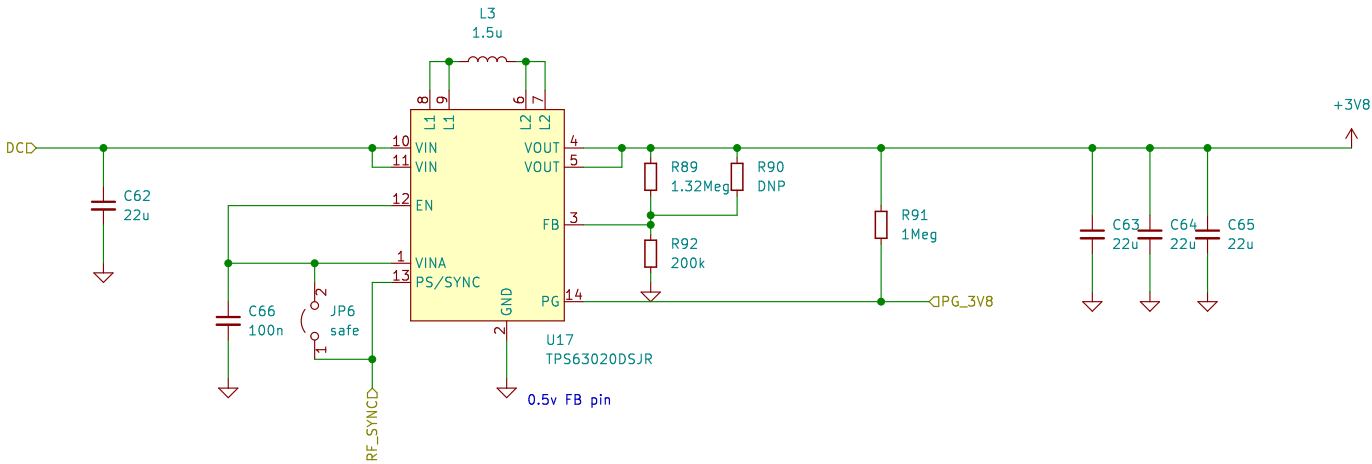 L3
1.5u
8
9
6
7
L1
L1
L2
L2
+3V8
DC
10
VIN
11
VIN
12
EN
1
VINA
13
PS/SYNC
VOUT
4
VOUT
5
FB
3
PG
14
GND
2
C62
22u
R89
1.32Meg
R90
DNP
R92
200k
R91
1Meg
C63
22u
C64
22u
C65
22u
PG_3V8
C66
100n
2
JP6
safe
1
U17
TPS63020DSJR
0.5v FB pin
RF_SYNC